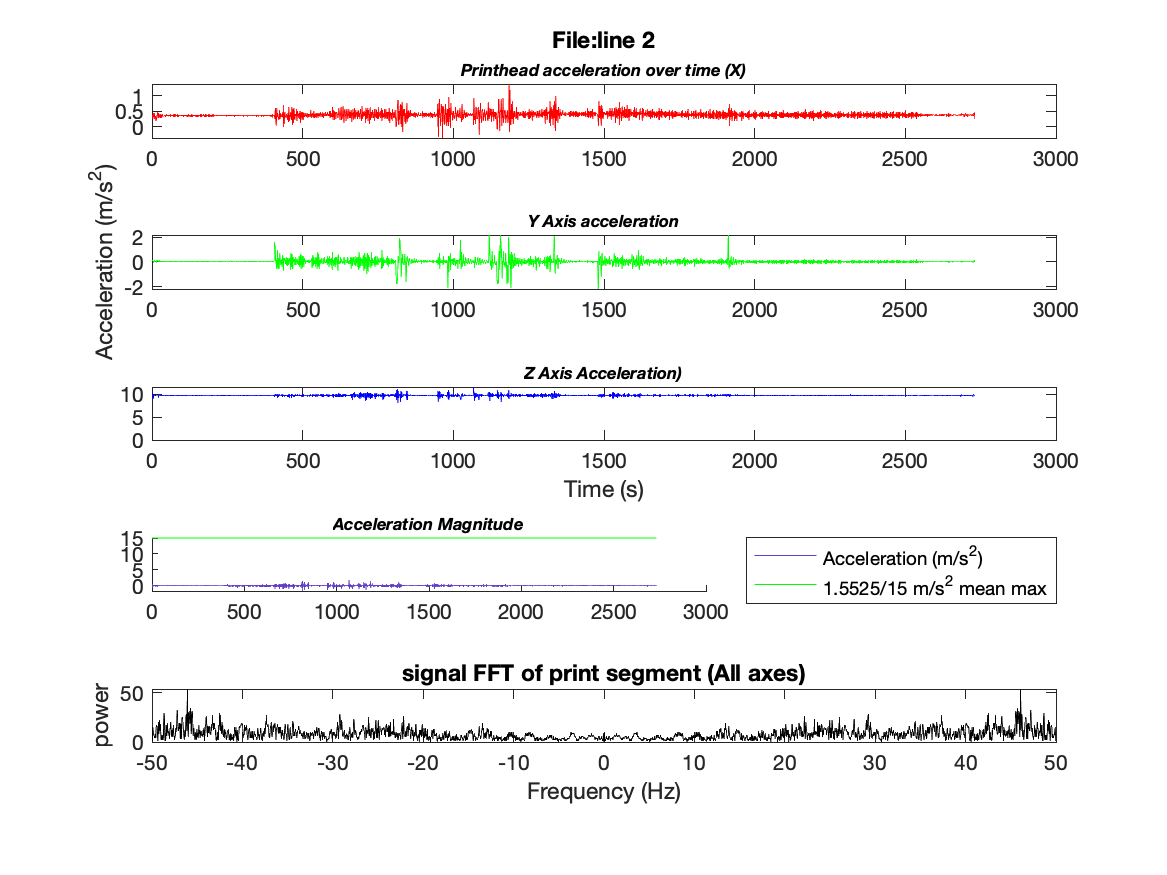 File:line 2
Printhead acceleration over time (X)
1
0.5
0
0 500 1000 1500 2000 2500 3000
Acceleration (m/s²)
Y Axis acceleration
2
0
-2
0 500 1000 1500 2000 2500 3000
Z Axis Acceleration)
10
5
0
0 500 1000 1500 2000 2500 3000
Time (s)
Acceleration Magnitude
15
10
5
0
0 500 1000 1500 2000 2500 3000
Acceleration (m/s²)
1.5525/15 m/s² mean max
signal FFT of print segment (All axes)
power
50
0
-50 -40 -30 -20 -10 0 10 20 30 40 50
Frequency (Hz)